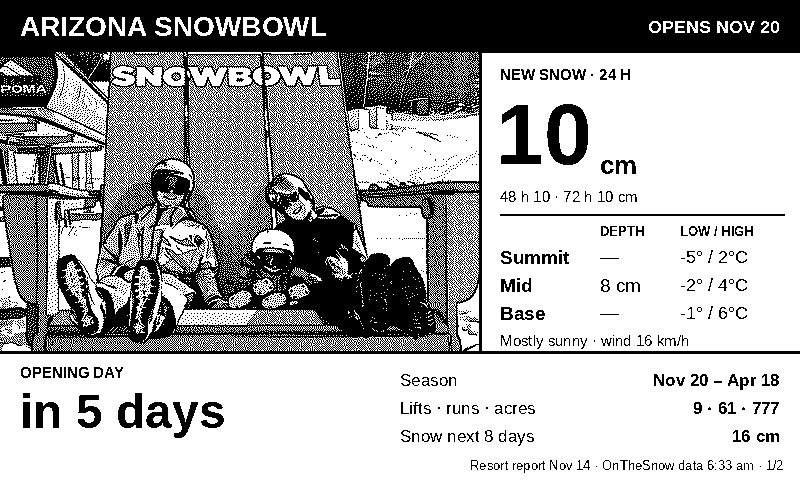 ARIZONA SNOWBOWL
OPENS NOV 20
POMA
SNOWBOWL
NEW SNOW · 24 H
10 cm
48 h 10 · 72 h 10 cm
DEPTH LOW / HIGH
Summit — -5° / 2°C
Mid 8 cm -2° / 4°C
Base — -1° / 6°C
Mostly sunny · wind 16 km/h
OPENING DAY
in 5 days
Season Nov 20 – Apr 18
Lifts · runs · acres 9 · 61 · 777
Snow next 8 days 16 cm
Resort report Nov 14 · OnTheSnow data 6:33 am · 1/2